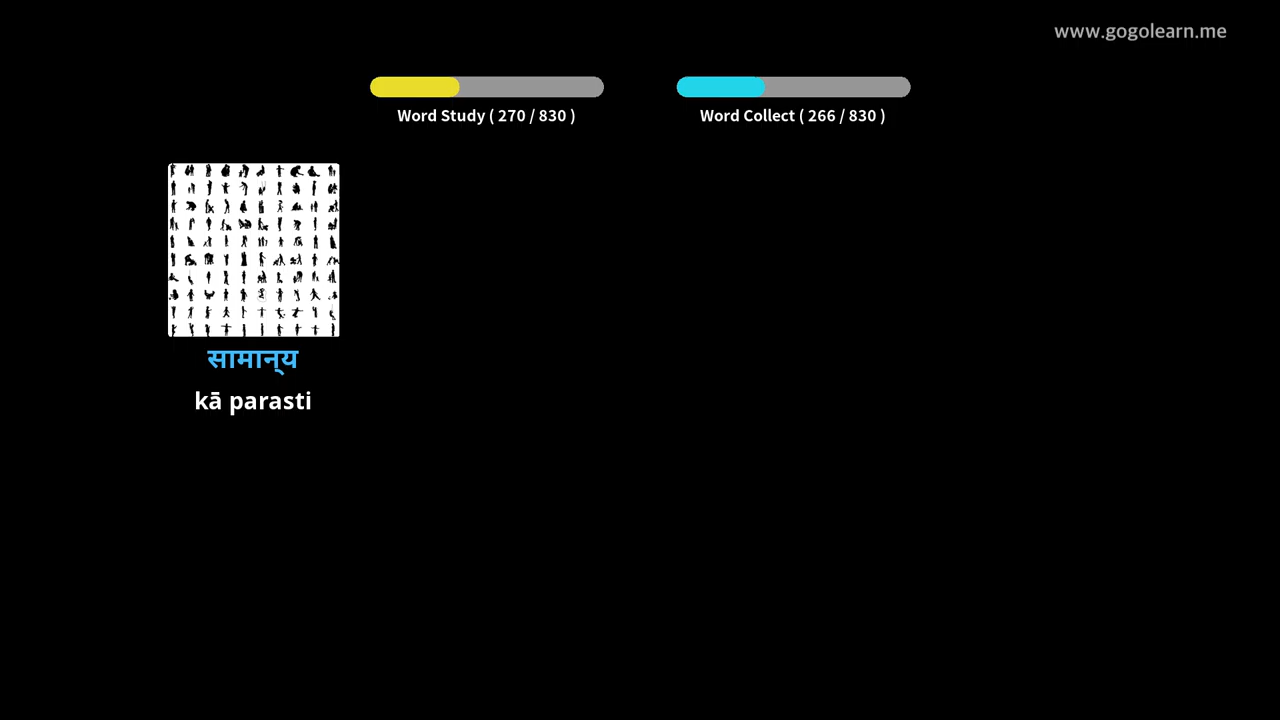 www.gogolearn.me
Word Study ( 270 / 830 )
Word Collect ( 266 / 830 )
सामान्‌य
kā parasti